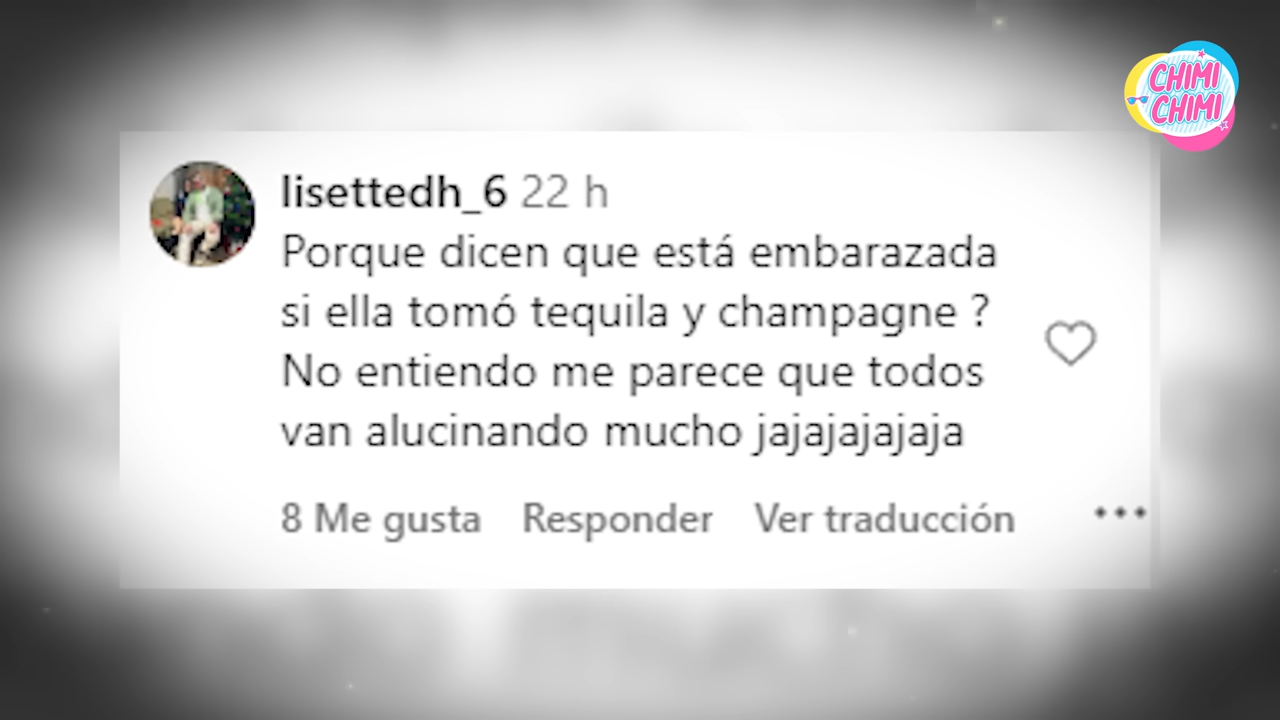 CHIMI
CHIMI
lisettedh_6 22 h
Porque dicen que está embarazada
si ella tomó tequila y champagne ?
No entiendo me parece que todos
van alucinando mucho jajajajajaja
8 Me gusta Responder Ver traducción